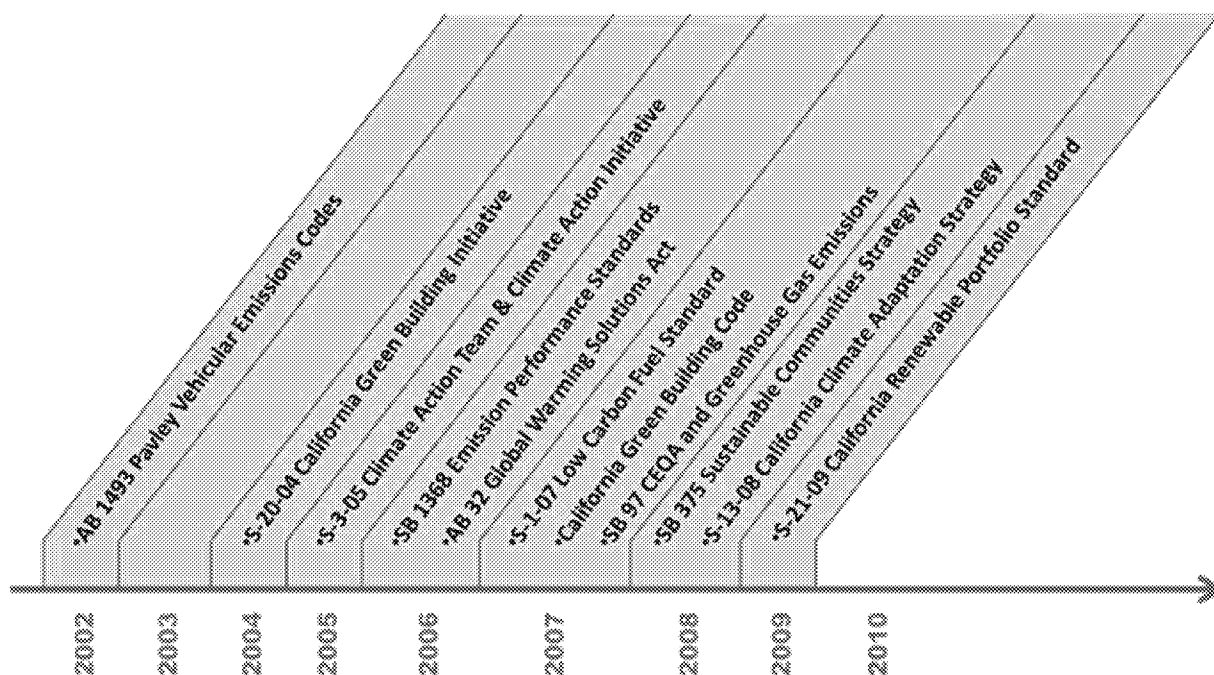 *AB 1493 Pavley Vehicular Emissions Codes
*S-20-04 California Green Building Initiative
*S-3-05 Climate Action Team & Climate Action Initiative
*SB 1368 Emission Performance Standards
*AB 32 Global Warming Solutions Act
*S-1-07 Low Carbon Fuel Standard
*California Green Building Code
*SB 97 CEQA and Greenhouse Gas Emissions
*SB 375 Sustainable Communities Strategy
*S-13-08 California Climate Adaptation Strategy
*S-21-09 California Renewable Portfolio Standard
2002
2003
2004
2005
2006
2007
2008
2009
2010